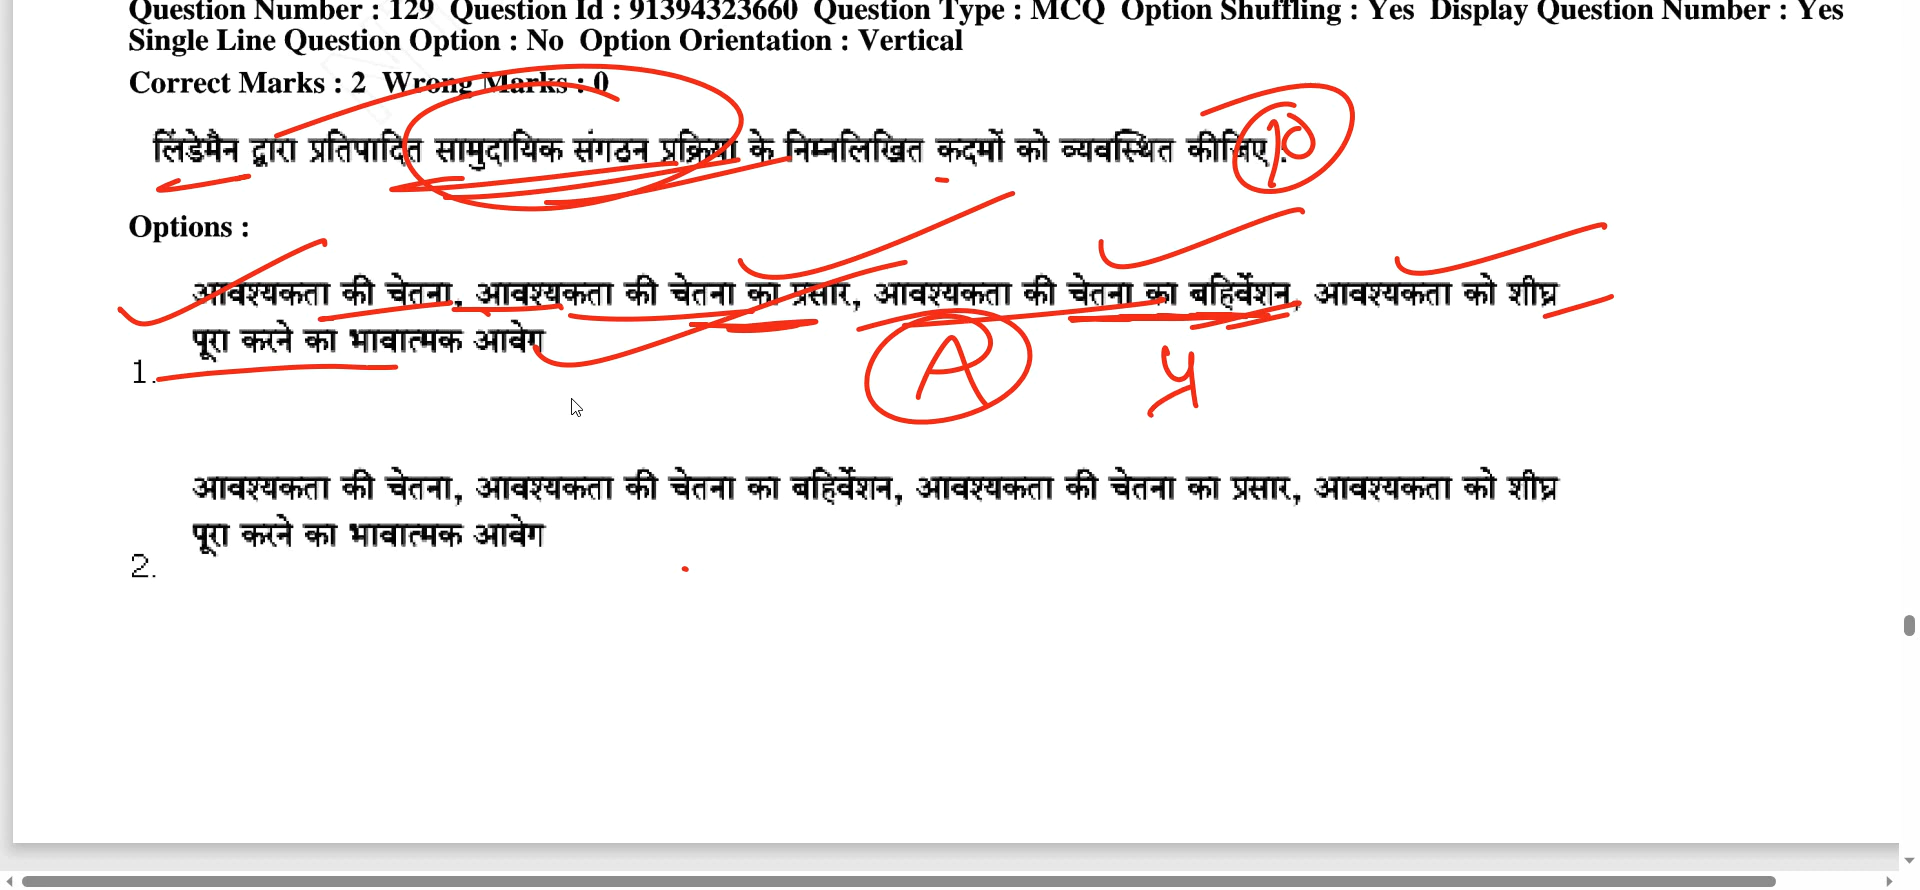 Question Number : 129 Question Id : 91394323660 Question Type : MCQ Option Shuffling : Yes Display Question Number : Yes
Single Line Question Option : No Option Orientation : Vertical
Correct Marks : 2 Wrong Marks : 0
लिंडेमैन द्वारा प्रतिपादित सामुदायिक संगठन प्रक्रिया के निम्नलिखित कदमों को व्यवस्थित कीजिए : 10
Options :
आवश्यकता की चेतना, आवश्यकता की चेतना का प्रसार, आवश्यकता की चेतना का बहिर्वेशन, आवश्यकता को शीघ्र
पूरा करने का भावात्मक आवेग
1.
A
आवश्यकता की चेतना, आवश्यकता की चेतना का बहिर्वेशन, आवश्यकता की चेतना का प्रसार, आवश्यकता को शीघ्र
पूरा करने का भावात्मक आवेग
2.